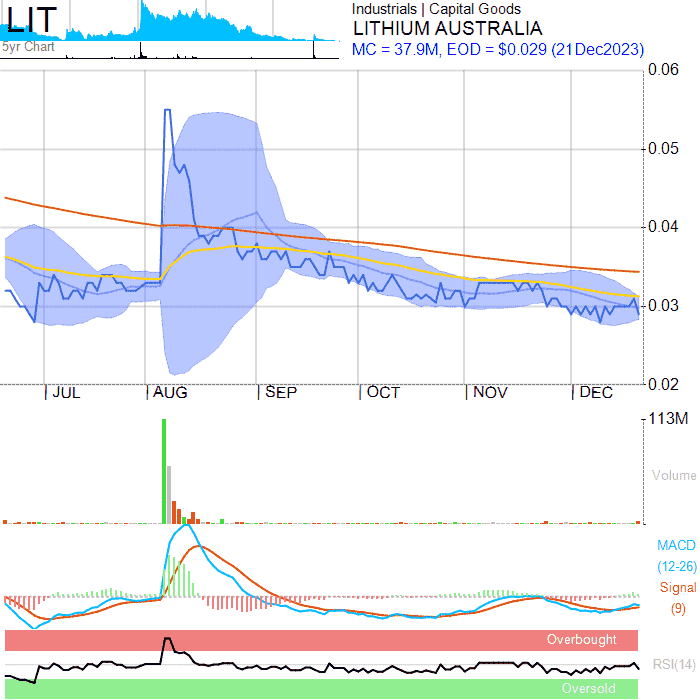 LIT
5yr Chart
Industrials | Capital Goods
LITHIUM AUSTRALIA
MC = 37.9M, EOD = $0.029 (21Dec2023)
0.06
0.05
0.04
0.03
0.02
JUL AUG SEP OCT NOV DEC
113M
Volume
MACD
(12-26)
Signal
(9)
Overbought
RSI(14)
Oversold